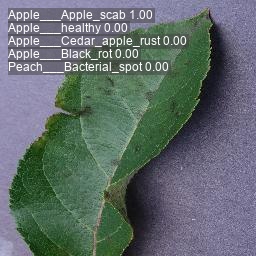 Apple___Apple_scab 1.00
Apple___healthy 0.00
Apple___Cedar_apple_rust 0.00
Apple___Black_rot 0.00
Peach___Bacterial_spot 0.00